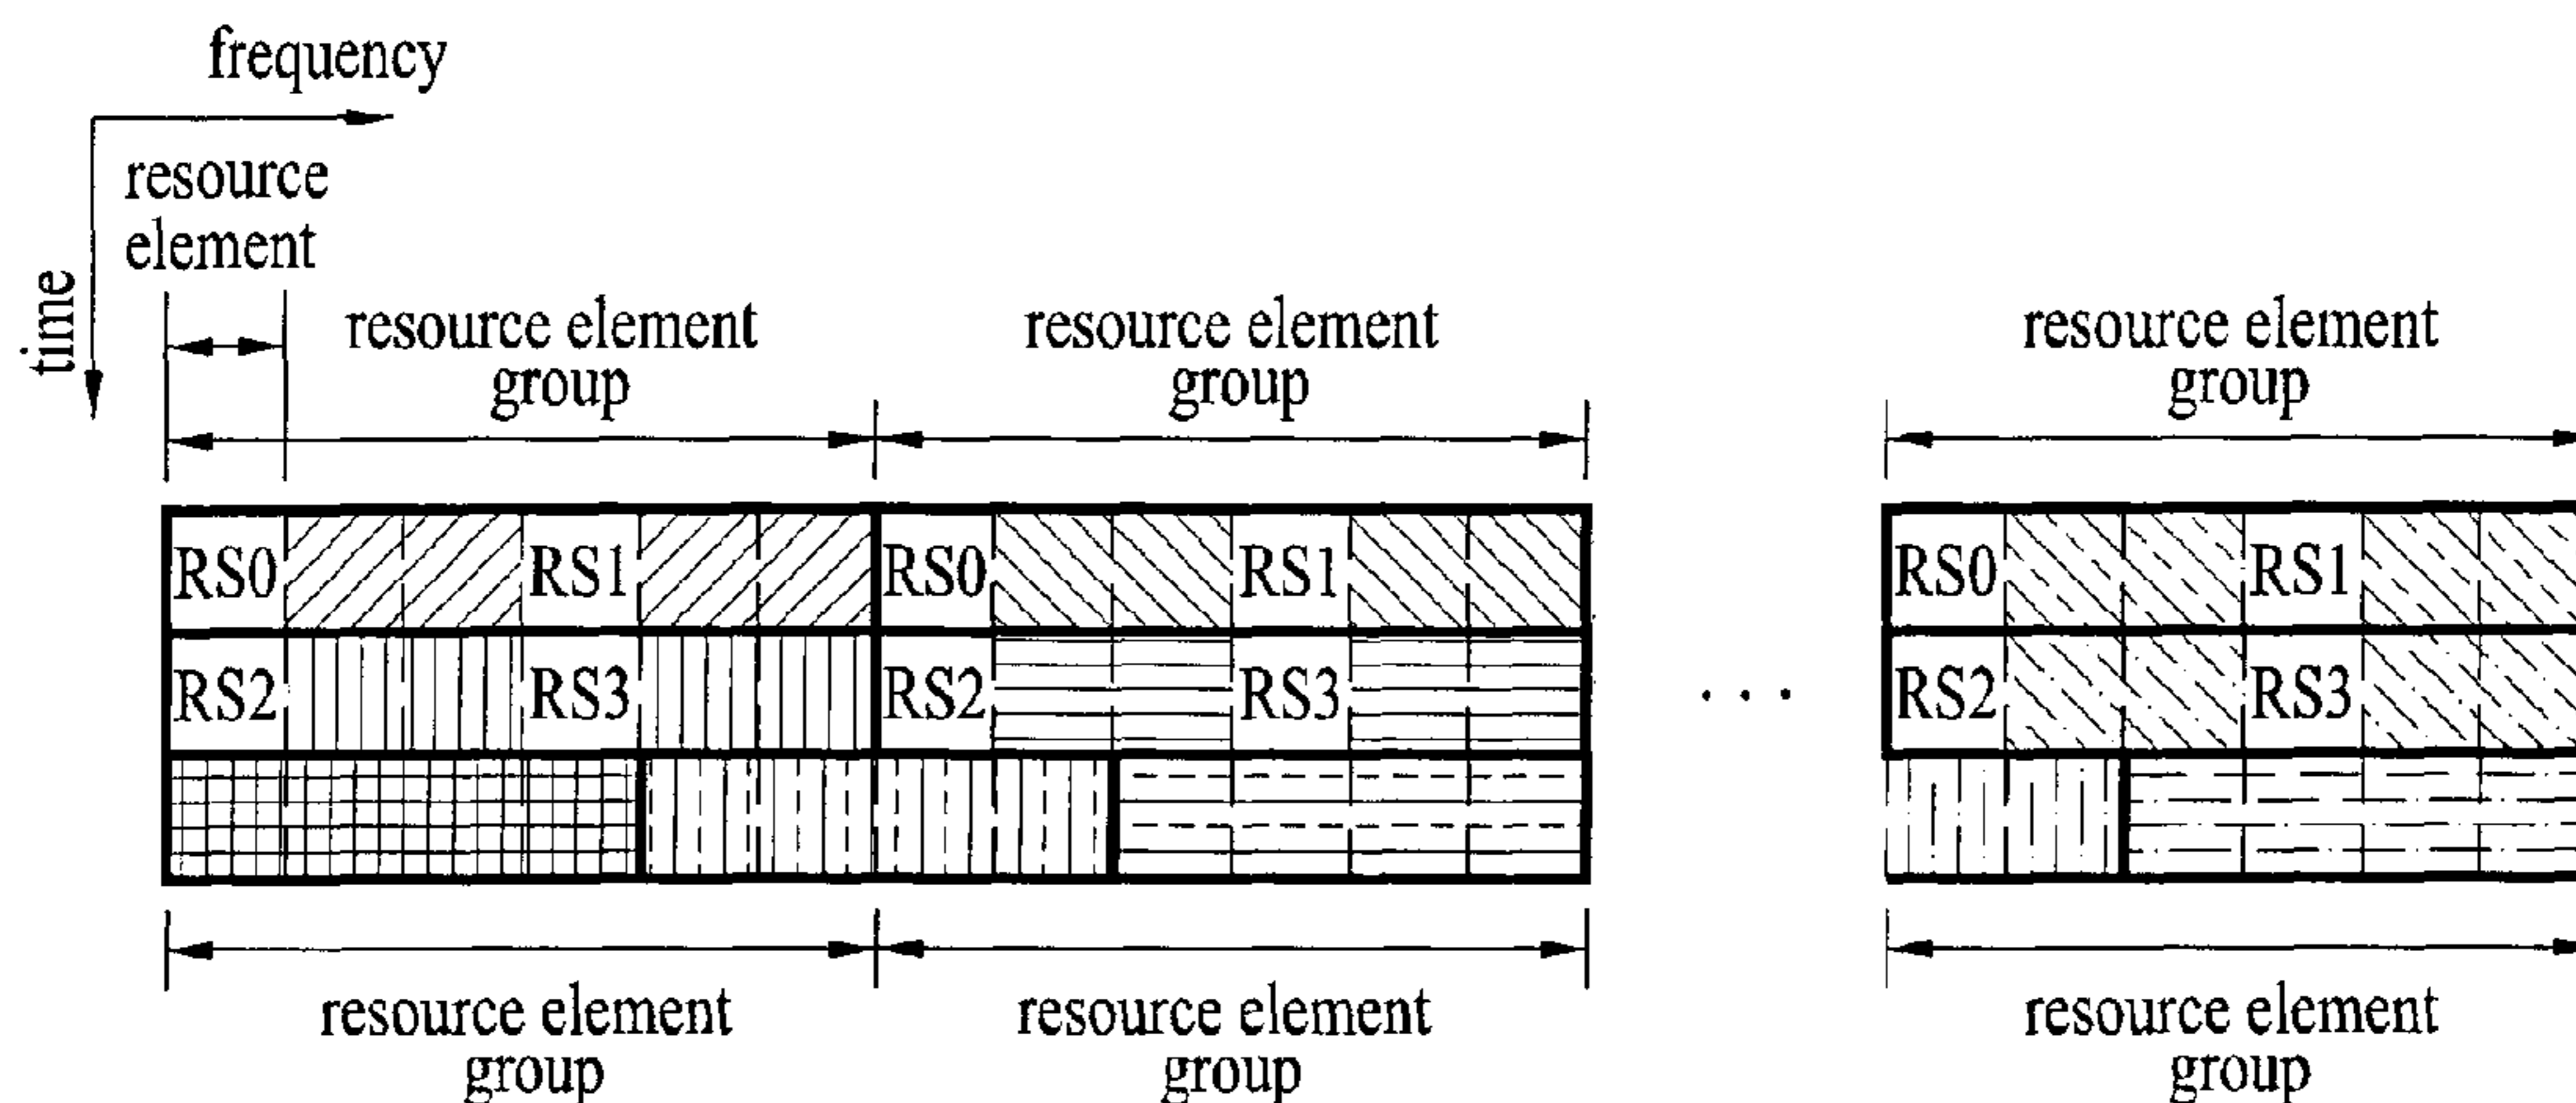 frequency
time
resource
element
resource element
group
resource element
group
resource element
group
RS0 RS1 RS0 RS1 RS0 RS1
RS2 RS3 RS2 RS3 ... RS2 RS3
resource element
group
resource element
group
resource element
group